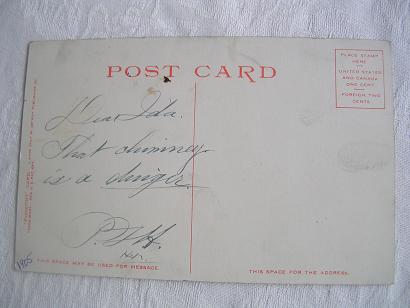 POST CARD
PLACE STAMP
HERE
UNITED STATES
AND CANADA
ONE CENT
FOREIGN TWO
CENTS
Dear Ida.
That chimney
is a dinger
THIS SPACE MAY BE USED FOR MESSAGE
THIS SPACE FOR THE ADDRESS.